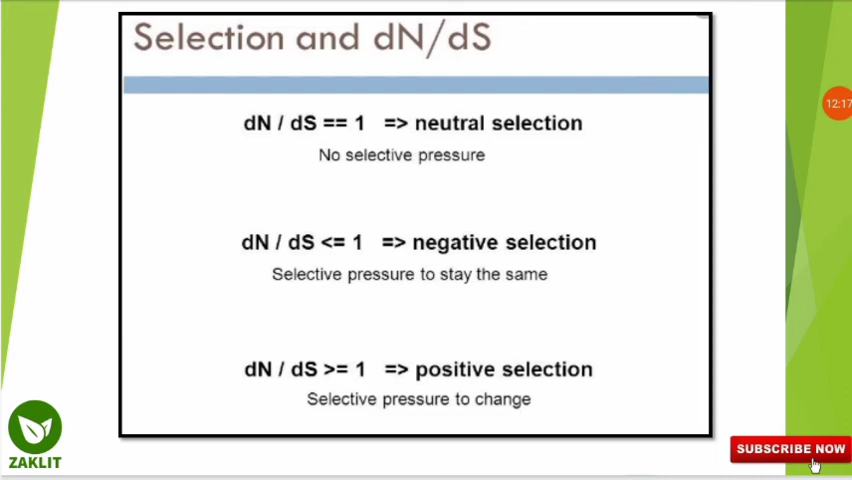 Selection and dN/dS
12:17
dN / dS == 1 => neutral selection
No selective pressure
dN / dS <= 1 => negative selection
Selective pressure to stay the same
dN / dS >= 1 => positive selection
Selective pressure to change
SUBSCRIBE NOW
ZAKLIT